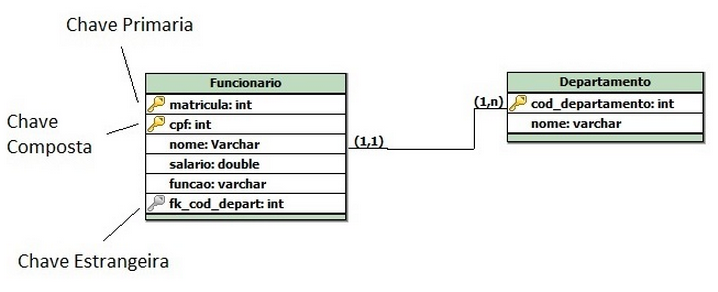 Chave Primaria
Funcionario
matricula: int
Chave
Composta
cpf: int
nome: Varchar
salario: double
funcao: varchar
fk_cod_depart: int
Chave Estrangeira
(1,1)
(1,n)
Departamento
cod_departamento: int
nome: varchar